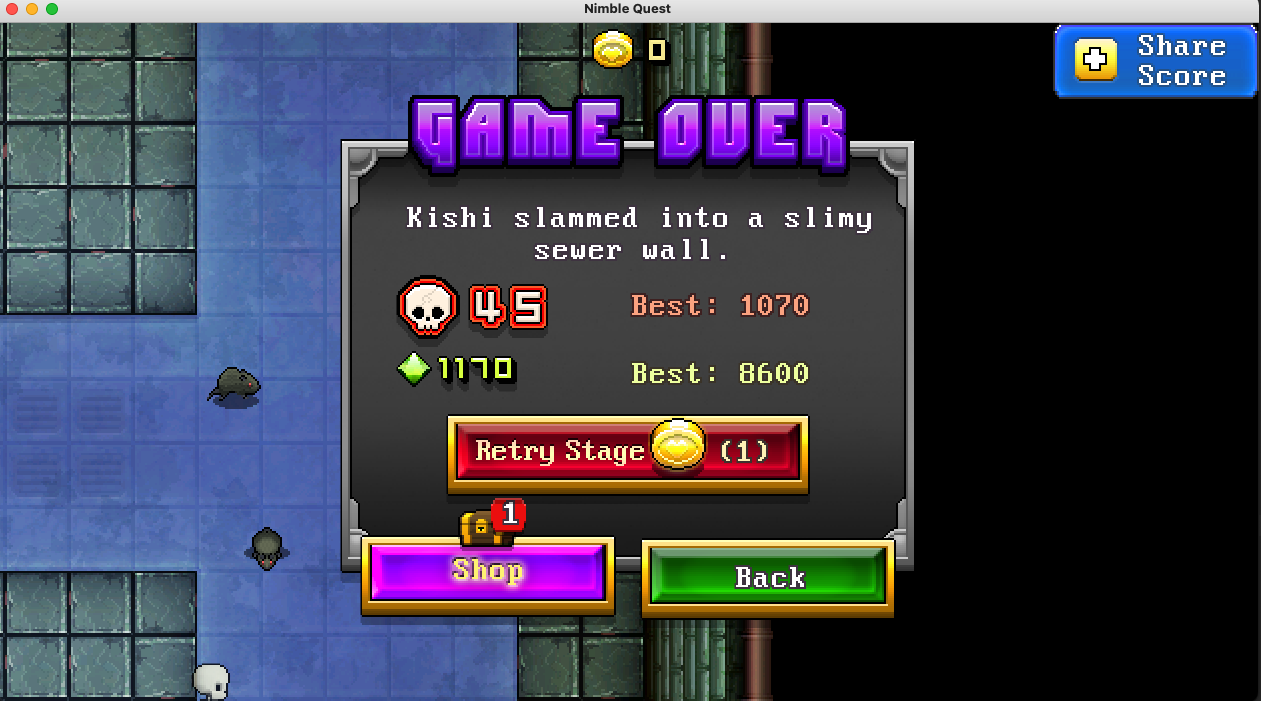 Nimble Quest
0
Share
Score
GAME OVER
Kishi slammed into a slimy
sewer wall.
45
Best: 1070
1170
Best: 8600
Retry Stage (1)
1
Shop
Back